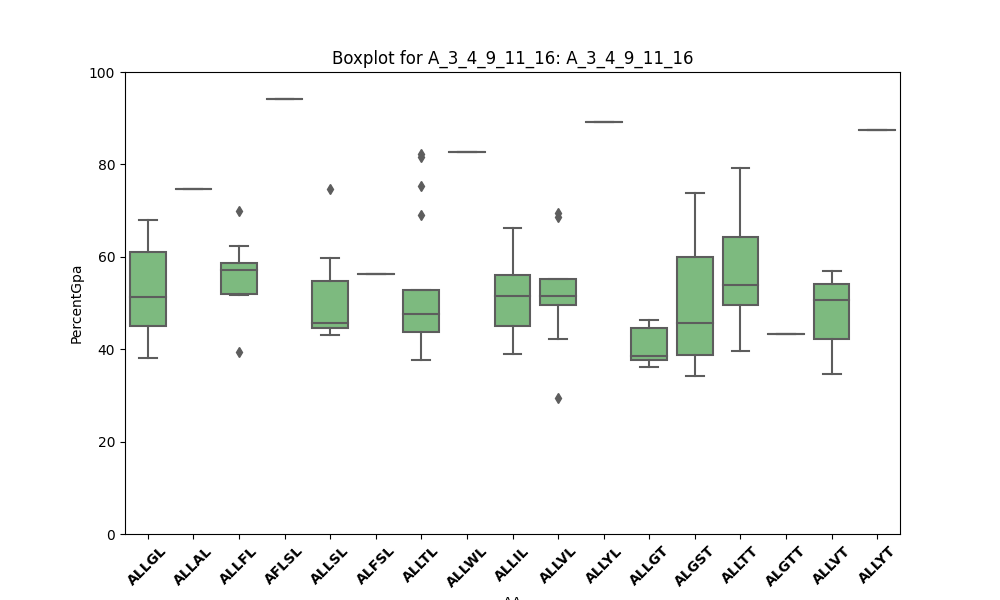 Boxplot for A_3_4_9_11_16: A_3_4_9_11_16
100
80
60
40
20
0
PercentGpa
ALLGL
ALLAL
ALLFL
AFLSL
ALLSL
ALFSL
ALLTL
ALLWL
ALLIL
ALLVL
ALLYL
ALLGT
ALGST
ALLTT
ALGTT
ALLVT
ALLYT
AA